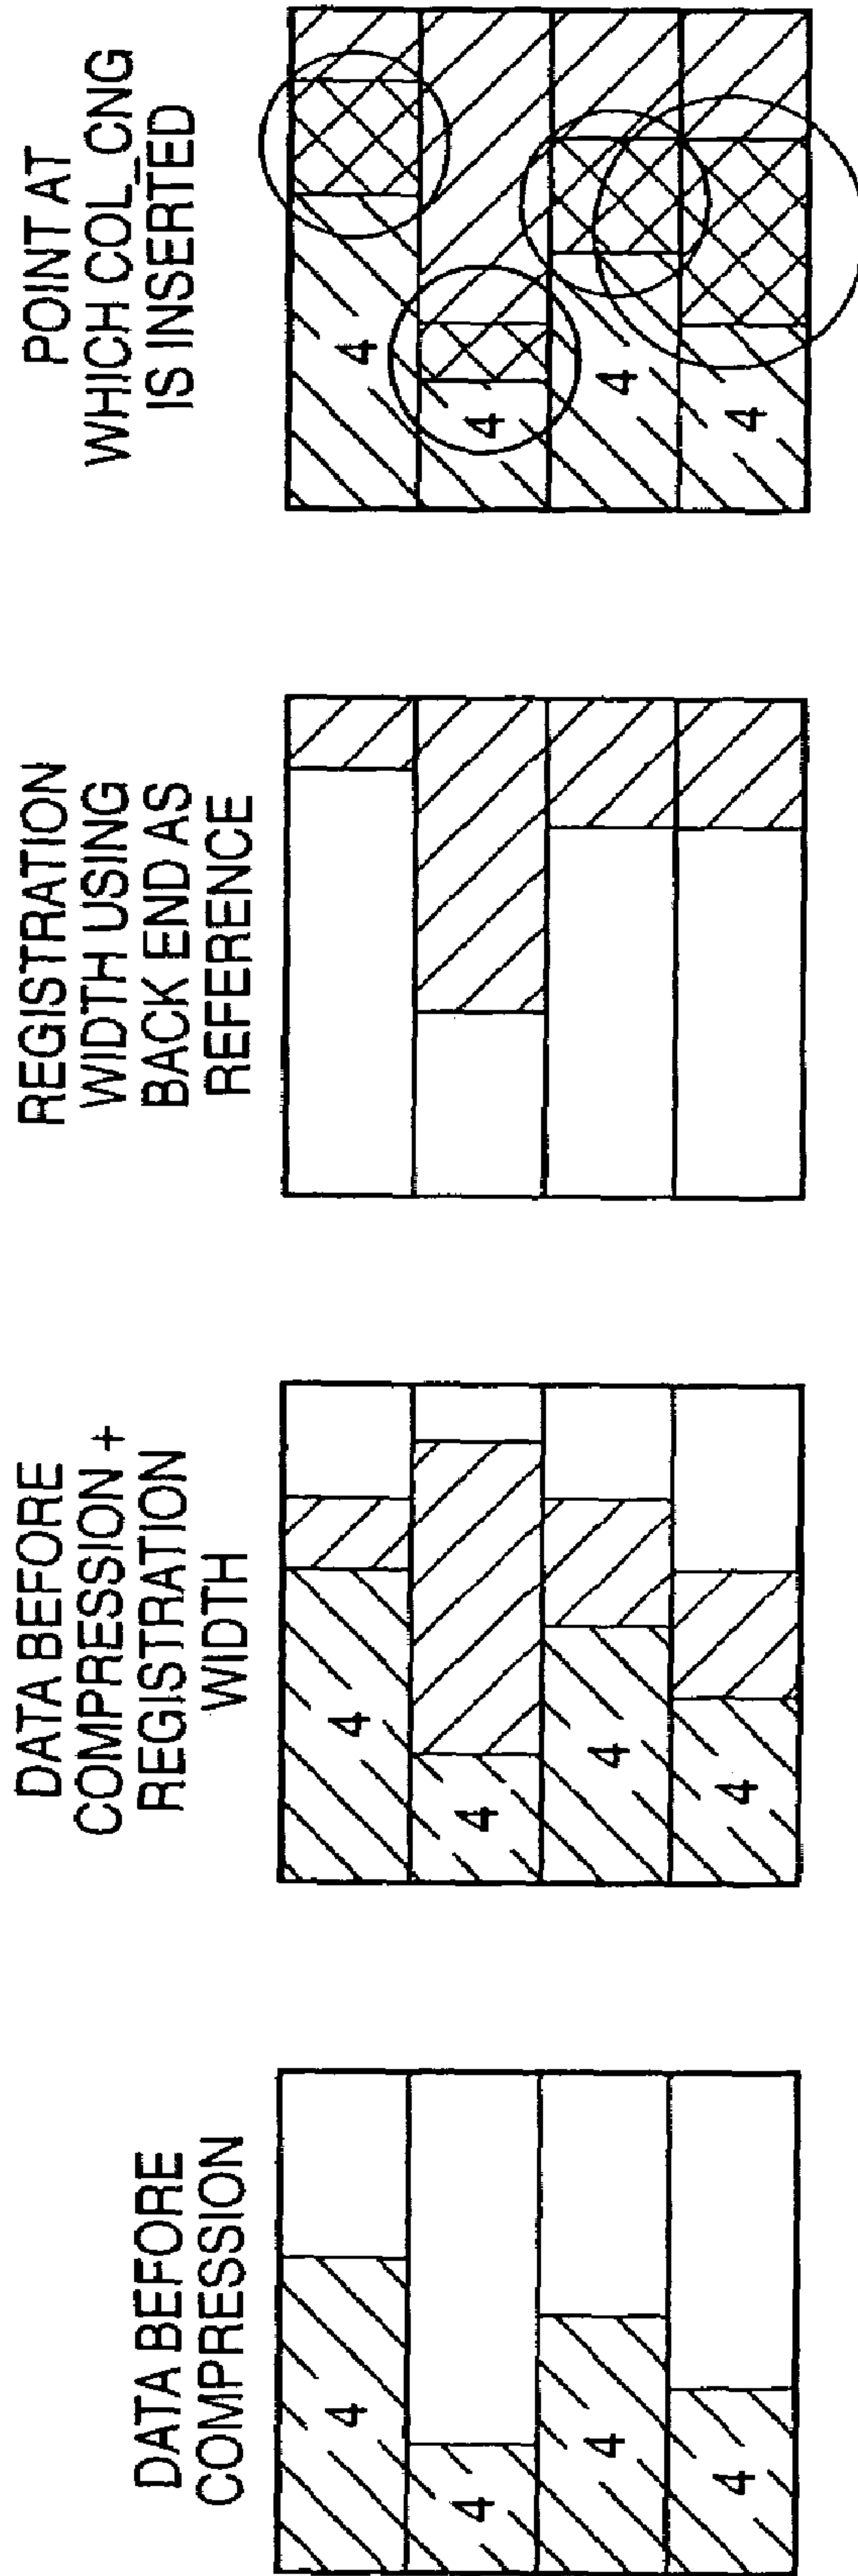 DATA BEFORE
COMPRESSION
4
4
4
4
DATA BEFORE
COMPRESSION +
REGISTRATION
WIDTH
4
4
4
4
REGISTRATION
WIDTH USING
BACK END AS
REFERENCE
POINT AT
WHICH COL_CNG
IS INSERTED
4
4
4
4